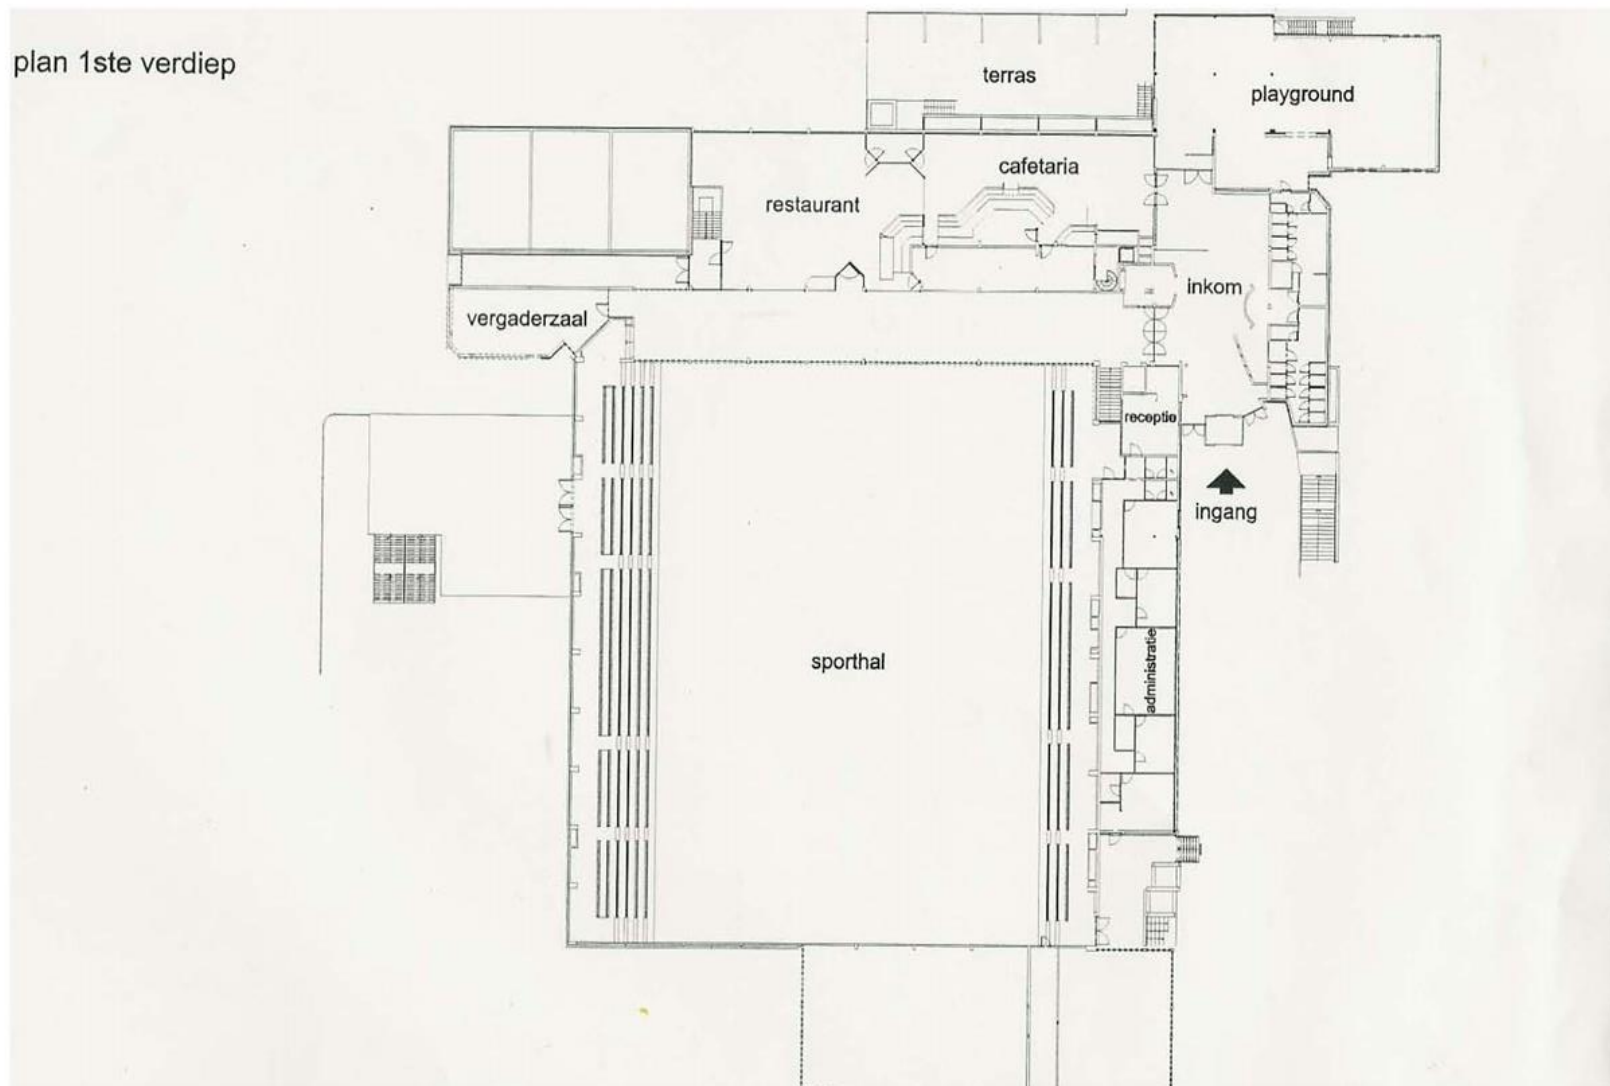 plan 1ste verdiep
terras
playground
cafetaria
restaurant
inkom
vergaderzaal
receptie
ingang
sporthal
administratie